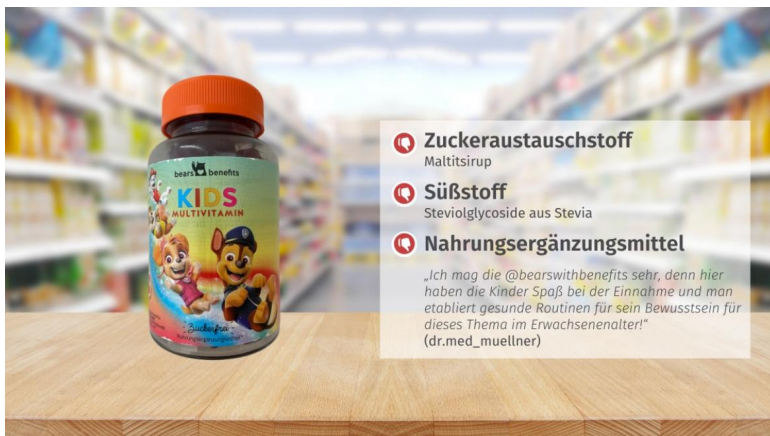 bears benefits
KIDS
MULTIVITAMIN
Zuckerfrei
Nahrungsergänzungsmittel
Zuckeraustauschstoff
Maltitsirup
Süßstoff
Steviolglycoside aus Stevia
Nahrungsergänzungsmittel
„Ich mag die @bearswithbenefits sehr, denn hier
haben die Kinder Spaß bei der Einnahme und man
etabliert gesunde Routinen für sein Bewusstsein für
dieses Thema im Erwachsenenalter!“
(dr.med_muellner)